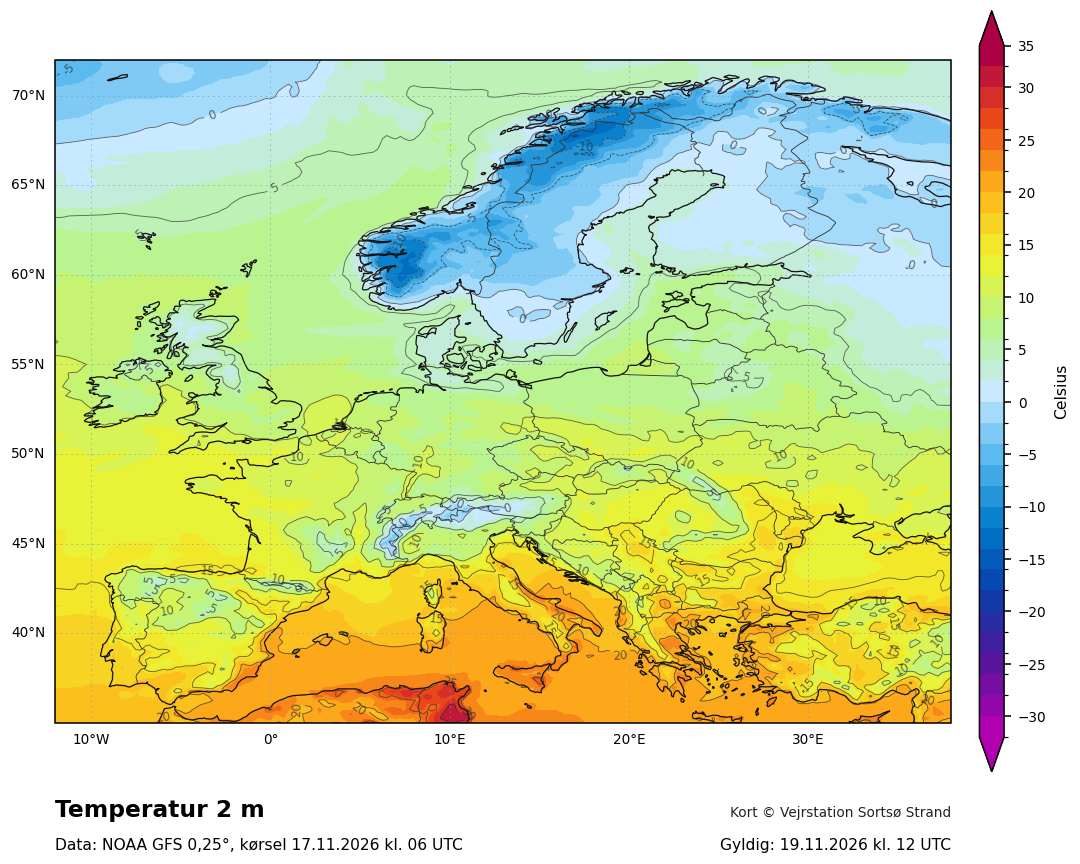 70°N
65°N
60°N
55°N
50°N
45°N
40°N
10°W
0°
10°E
20°E
30°E
35
30
25
20
15
10
5
0
−5
−10
−15
−20
−25
−30
Celsius
Temperatur 2 m
Kort © Vejrstation Sortsø Strand
Data: NOAA GFS 0,25°, kørsel 17.11.2026 kl. 06 UTC
Gyldig: 19.11.2026 kl. 12 UTC